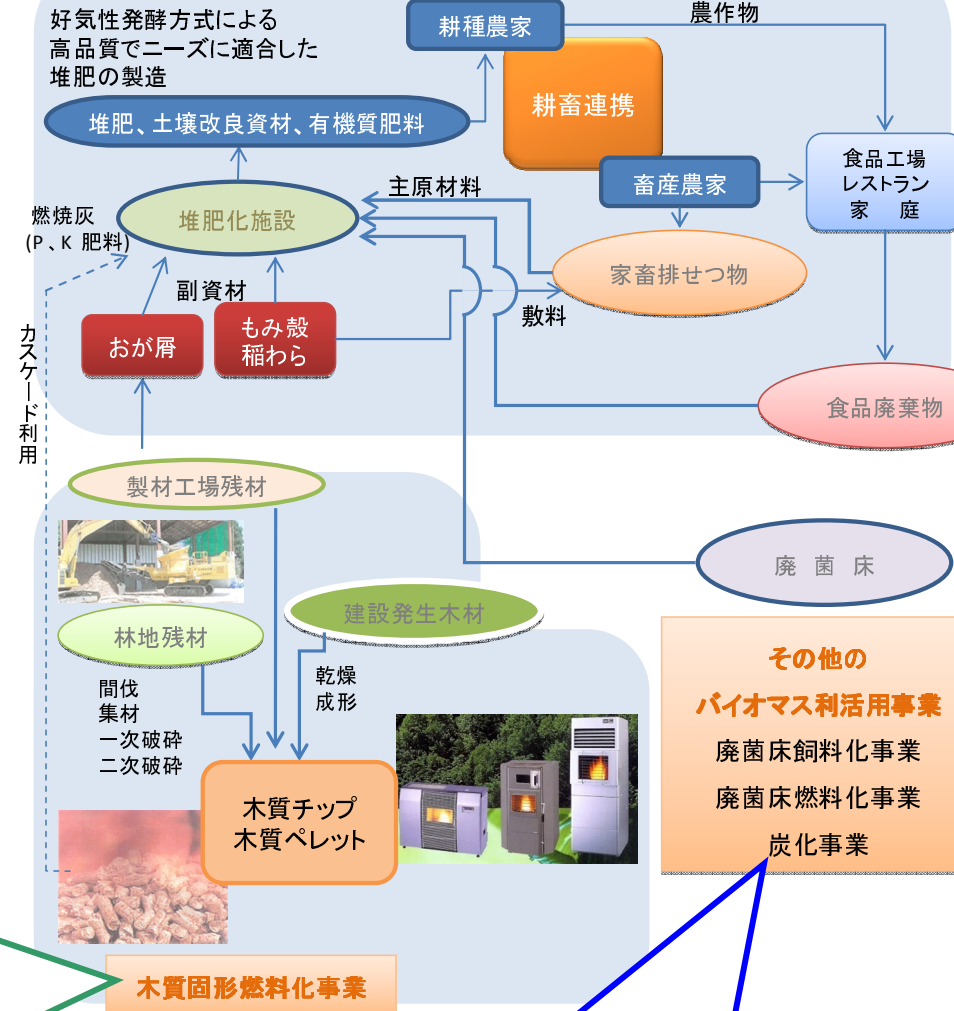 好気性発酵方式による
高品質でニーズに適合した
堆肥の製造
耕種農家
農作物
耕畜連携
堆肥、土壌改良資材、有機質肥料
畜産農家
食品工場
レストラン
家　庭
主原材料
堆肥化施設
燃焼灰
(P、K 肥料)
家畜排せつ物
副資材
敷料
おが屑
もみ殻
稲わら
カスケード利用
食品廃棄物
製材工場残材
廃　菌　床
建設発生木材
林地残材
間伐
集材
一次破砕
二次破砕
乾燥
成形
その他の
バイオマス利活用事業
廃菌床飼料化事業
廃菌床燃料化事業
炭化事業
木質チップ
木質ペレット
木質固形燃料化事業